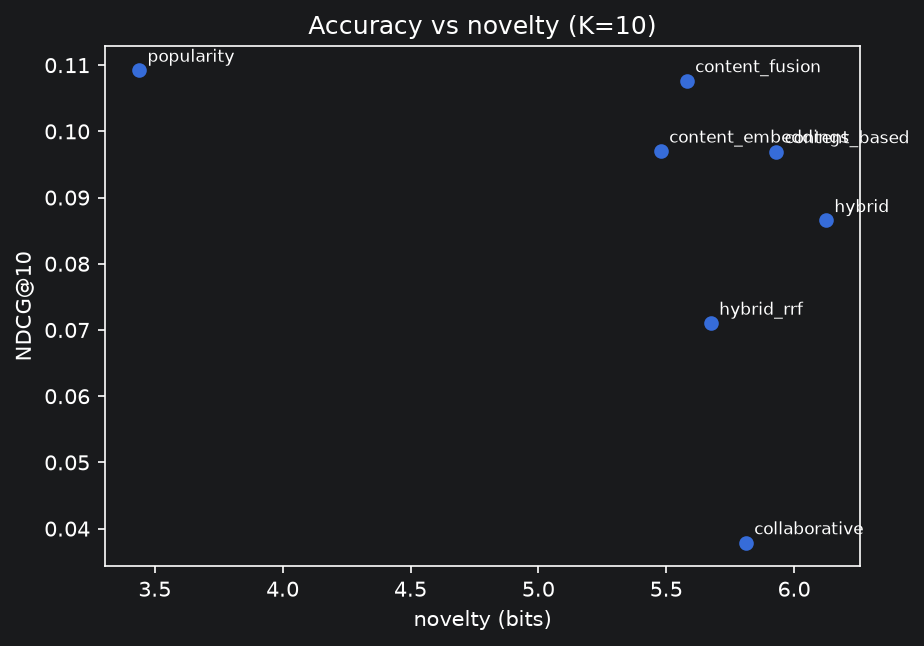 Accuracy vs novelty (K=10)
0.11
0.10
0.09
0.08
0.07
0.06
0.05
0.04
NDCG@10
popularity
content_fusion
content_embeddings
content_based
hybrid
hybrid_rrf
collaborative
3.5 4.0 4.5 5.0 5.5 6.0
novelty (bits)